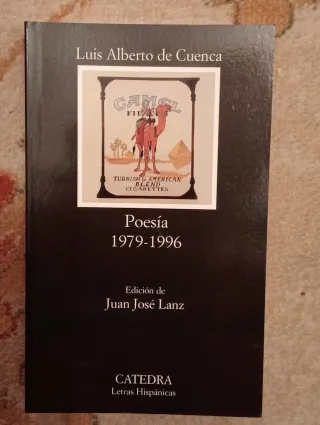 Luis Alberto de Cuenca
CAMEL
FILTERS
TURKISH & AMERICAN
BLEND
CIGARETTES
Poesía
1979-1996
Edición de
Juan José Lanz
CATEDRA
Letras Hispánicas